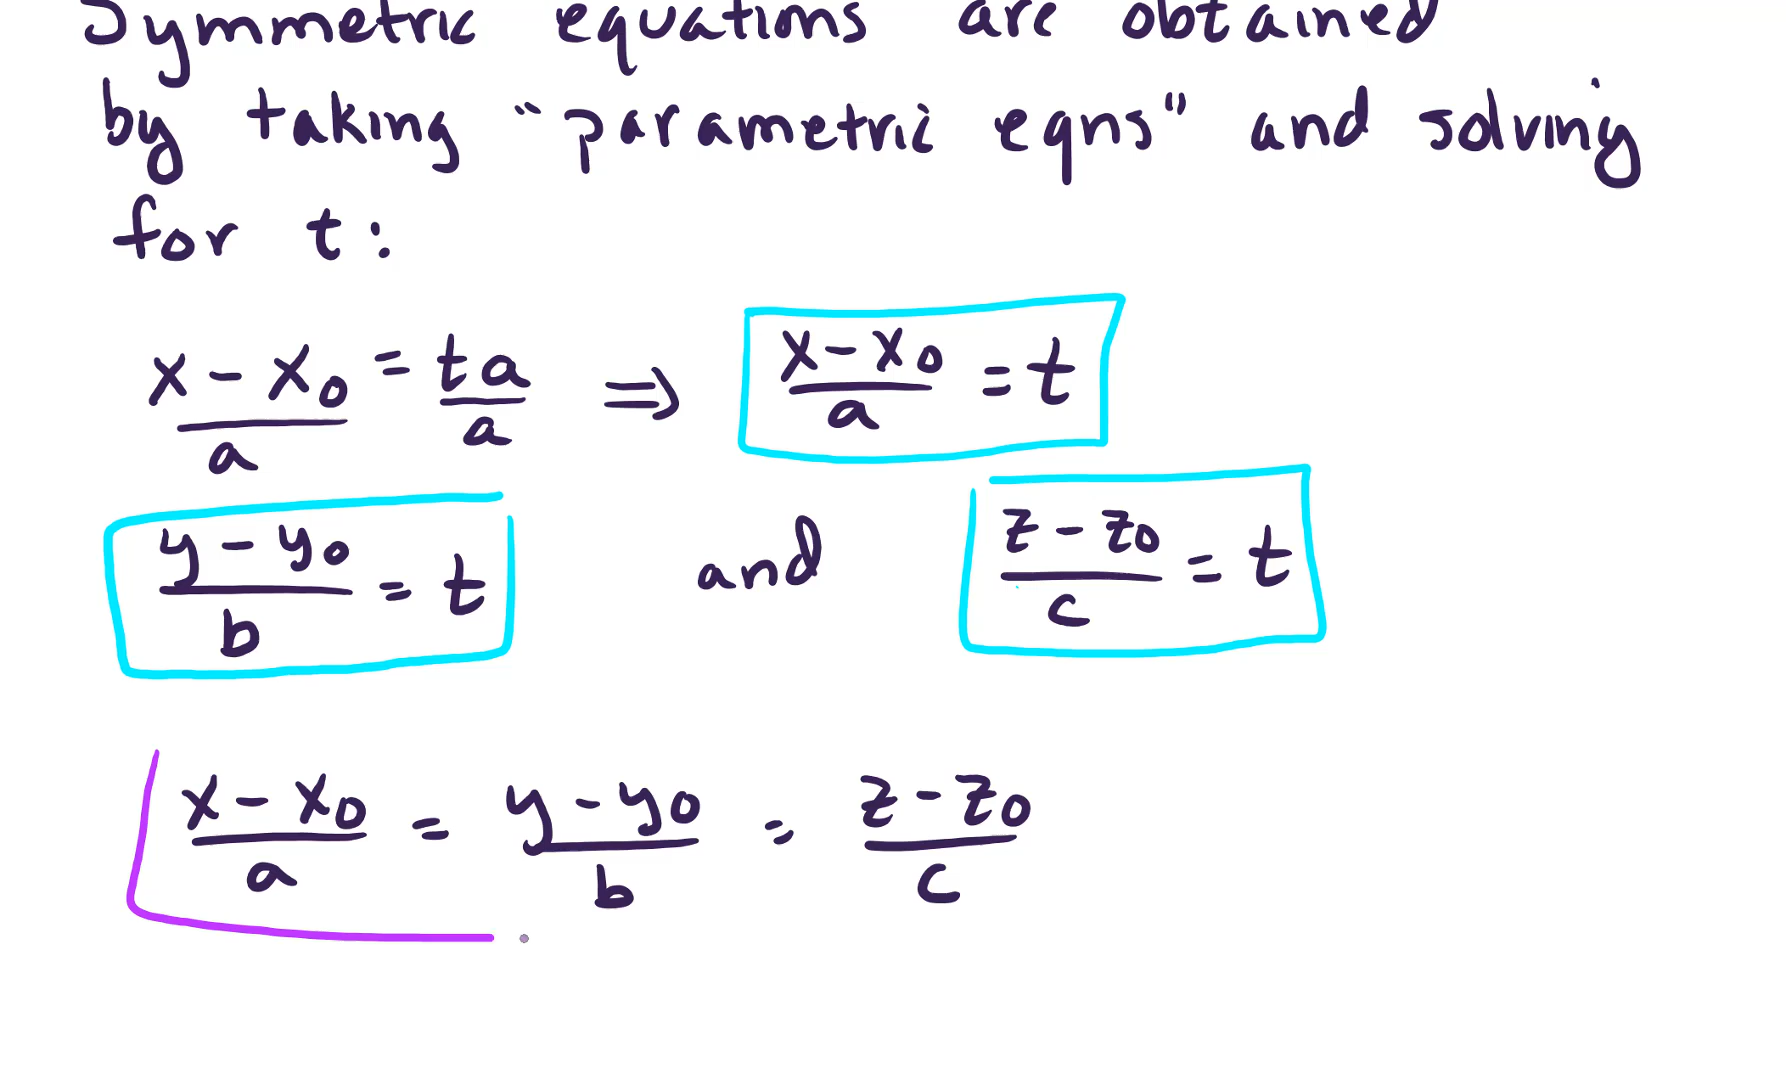 Symmetric equations are obtained
by taking "parametric eqns" and solving
for t:
x - x₀ / a = ta / a ⇒ x - x₀ / a = t
y - y₀ / b = t and z - z₀ / c = t
x - x₀ / a = y - y₀ / b = z - z₀ / c